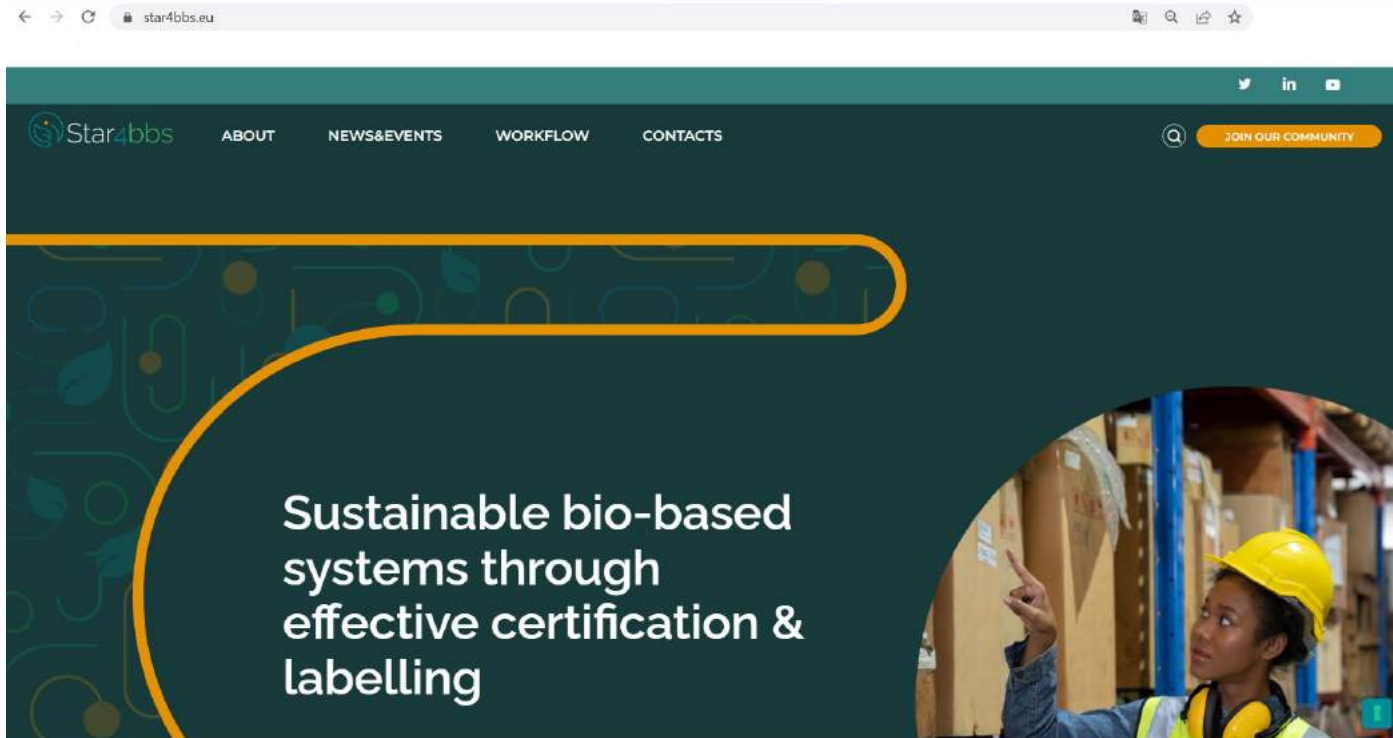 star4bbs.eu
in
Star4bbs ABOUT NEWS&EVENTS WORKFLOW CONTACTS JOIN OUR COMMUNITY
Sustainable bio-based
systems through
effective certification &
labelling